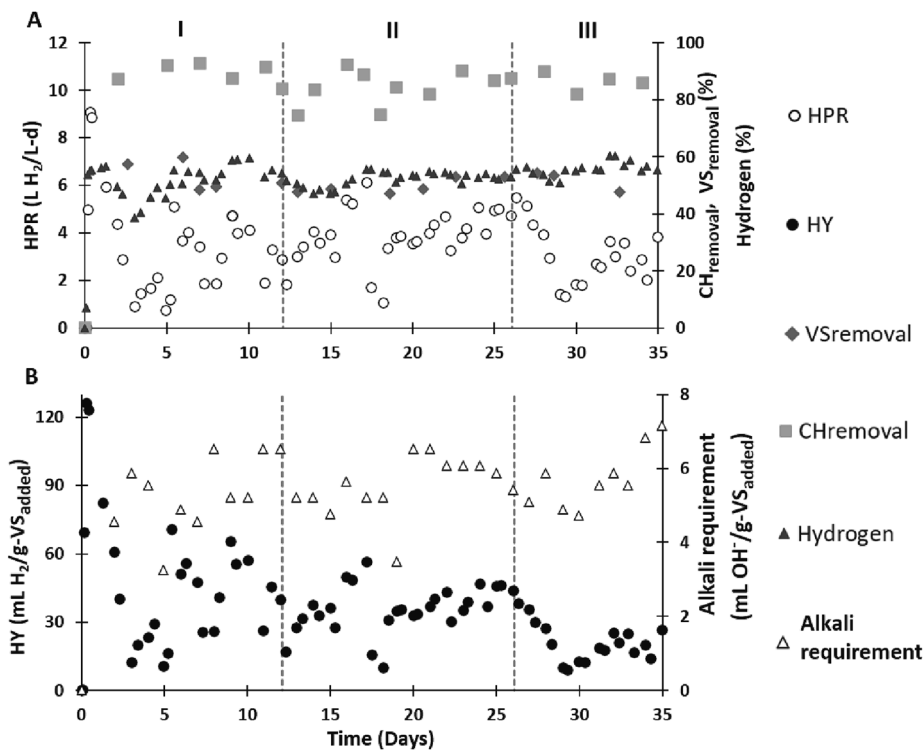 A
I
II
III
12
10
8
6
4
2
0
HPR (L H₂/L-d)
100
80
60
40
20
0
CHremoval, VSremoval (%)
Hydrogen (%)
0 5 10 15 20 25 30 35
B
120
90
60
30
0
HY (mL H₂/g-VSadded)
8
6
4
2
0
Alkali requirement
(mL OH⁻/g-VSadded)
0 5 10 15 20 25 30 35
Time (Days)
HPR
HY
VSremoval
CHremoval
Hydrogen
Alkali
requirement